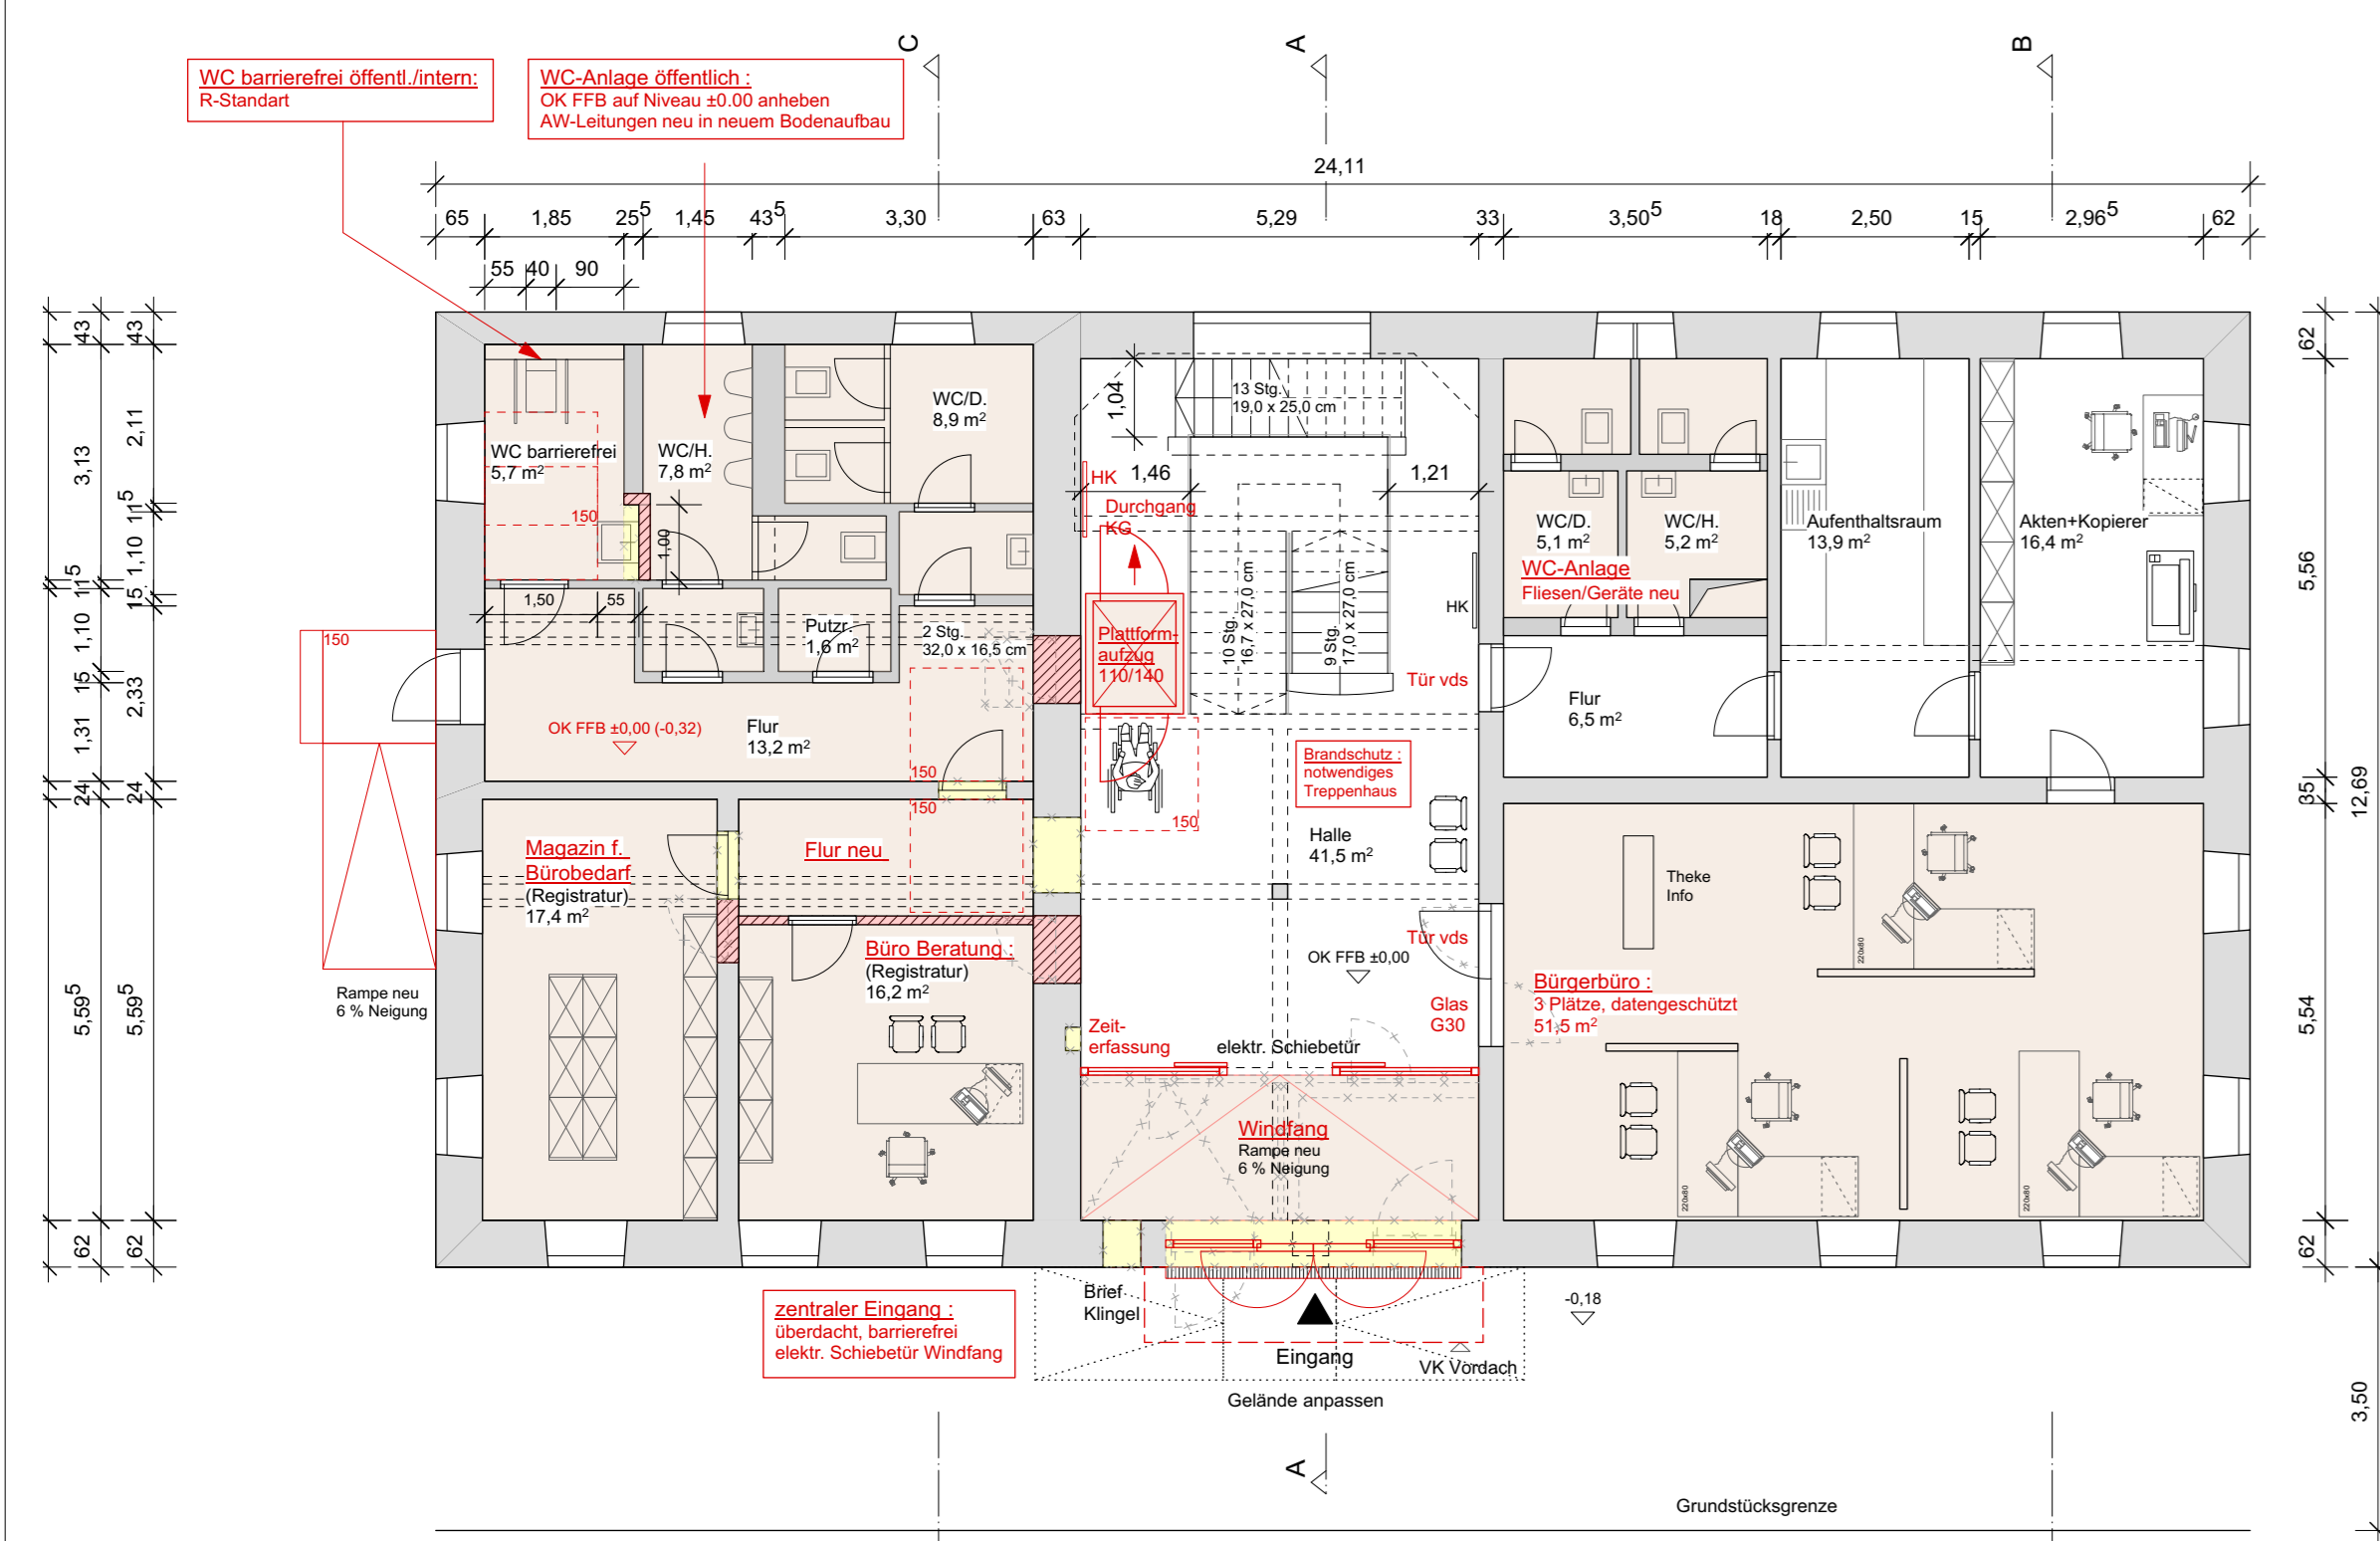 C
A
B
WC barrierefrei öffentl./intern:
R-Standart
WC-Anlage öffentlich :
OK FFB auf Niveau ±0.00 anheben
AW-Leitungen neu in neuem Bodenaufbau
24,11
65
1,85
25⁵
1,45
43⁵
3,30
63
5,29
33
3,50⁵
18
2,50
15
2,96⁵
62
55
40
90
43
3,13
11⁵
1,10
15
1,31
24
5,59⁵
62
43
2,11
11⁵
1,10
15
2,33
24
5,59⁵
62
WC barrierefrei
5,7 m²
150
WC/H.
7,8 m²
1,00
WC/D.
8,9 m²
1,50
55
Putzr.
1,6 m²
2 Stg.
32,0 x 16,5 cm
150
OK FFB ±0,00 (-0,32)
Flur
13,2 m²
150
150
Magazin f.
Bürobedarf
(Registratur)
17,4 m²
Flur neu
Büro Beratung :
(Registratur)
16,2 m²
Rampe neu
6 % Neigung
1,04
13 Stg.
19,0 x 25,0 cm
HK
1,46
1,21
Durchgang
KG
10 Stg.
16,7 x 27,0 cm
9 Stg.
17,0 x 27,0 cm
HK
Plattform-
aufzug
110/140
Tür vds
Brandschutz :
notwendiges
Treppenhaus
150
Halle
41,5 m²
Tür vds
OK FFB ±0,00
Glas
G30
Zeit-
erfassung
elektr. Schiebetür
Windfang
Rampe neu
6 % Neigung
WC/D.
5,1 m²
WC/H.
5,2 m²
WC-Anlage
Fliesen/Geräte neu
Aufenthaltsraum
13,9 m²
Akten+Kopierer
16,4 m²
Flur
6,5 m²
Theke
Info
220x80
Bürgerbüro :
3 Plätze, datengeschützt
51,5 m²
220x80
220x80
62
5,56
35
5,54
62
12,69
3,50
zentraler Eingang :
überdacht, barrierefrei
elektr. Schiebetür Windfang
Brief
Klingel
Eingang
VK Vordach
-0,18
Gelände anpassen
A
Grundstücksgrenze